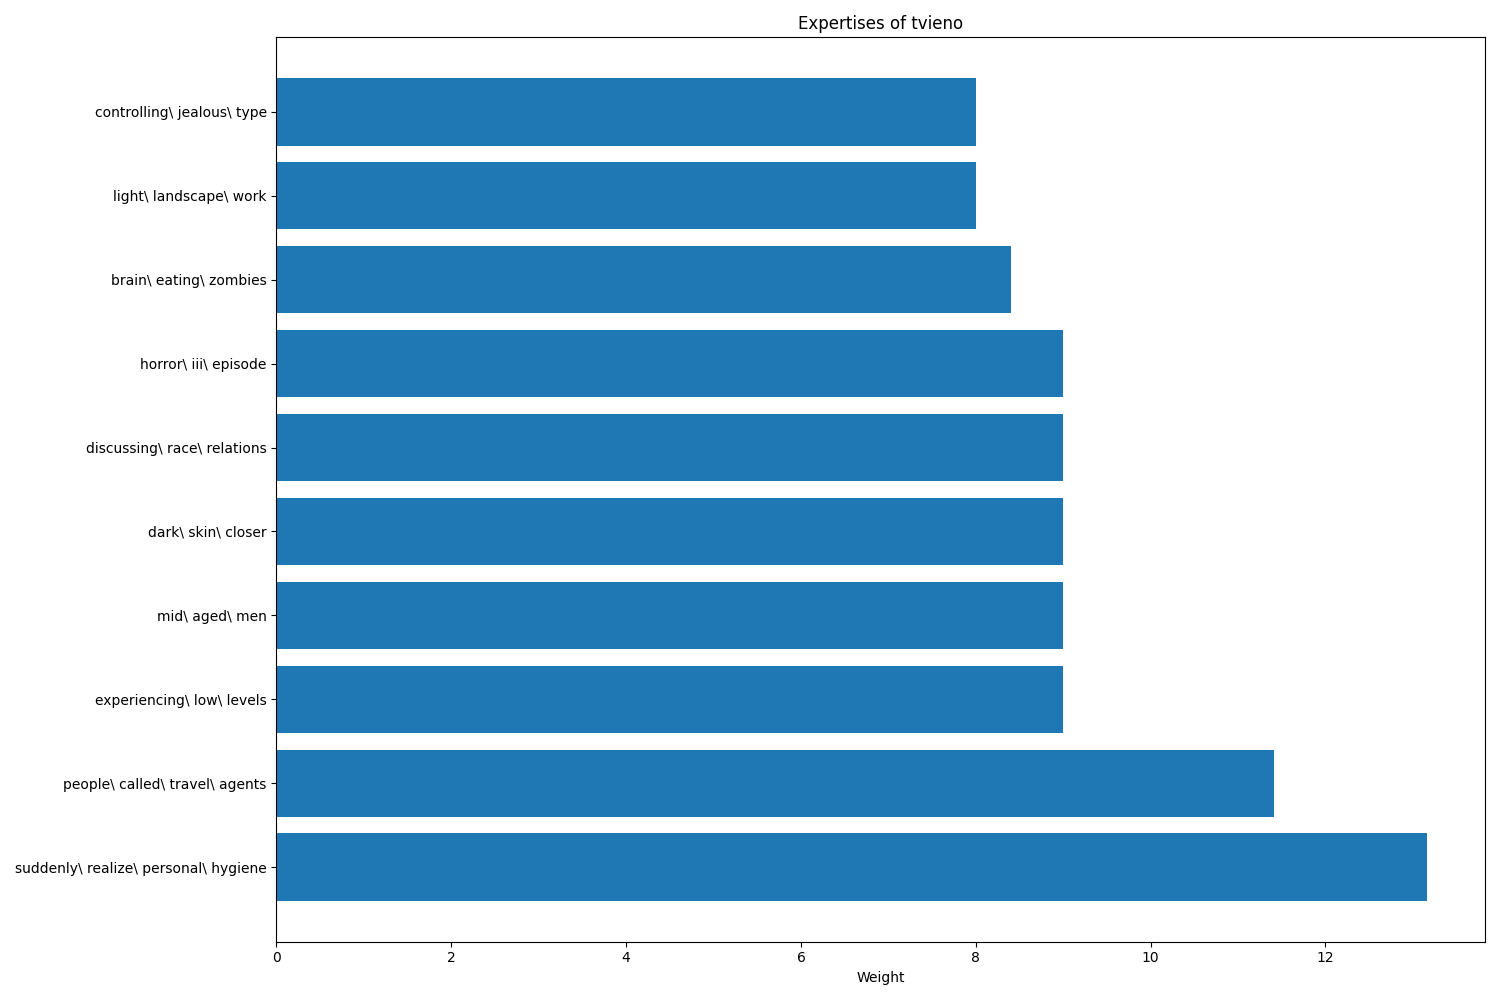 Expertises of tvieno
controlling\ jealous\ type
light\ landscape\ work
brain\ eating\ zombies
horror\ iii\ episode
discussing\ race\ relations
dark\ skin\ closer
mid\ aged\ men
experiencing\ low\ levels
people\ called\ travel\ agents
suddenly\ realize\ personal\ hygiene
0 2 4 6 8 10 12
Weight